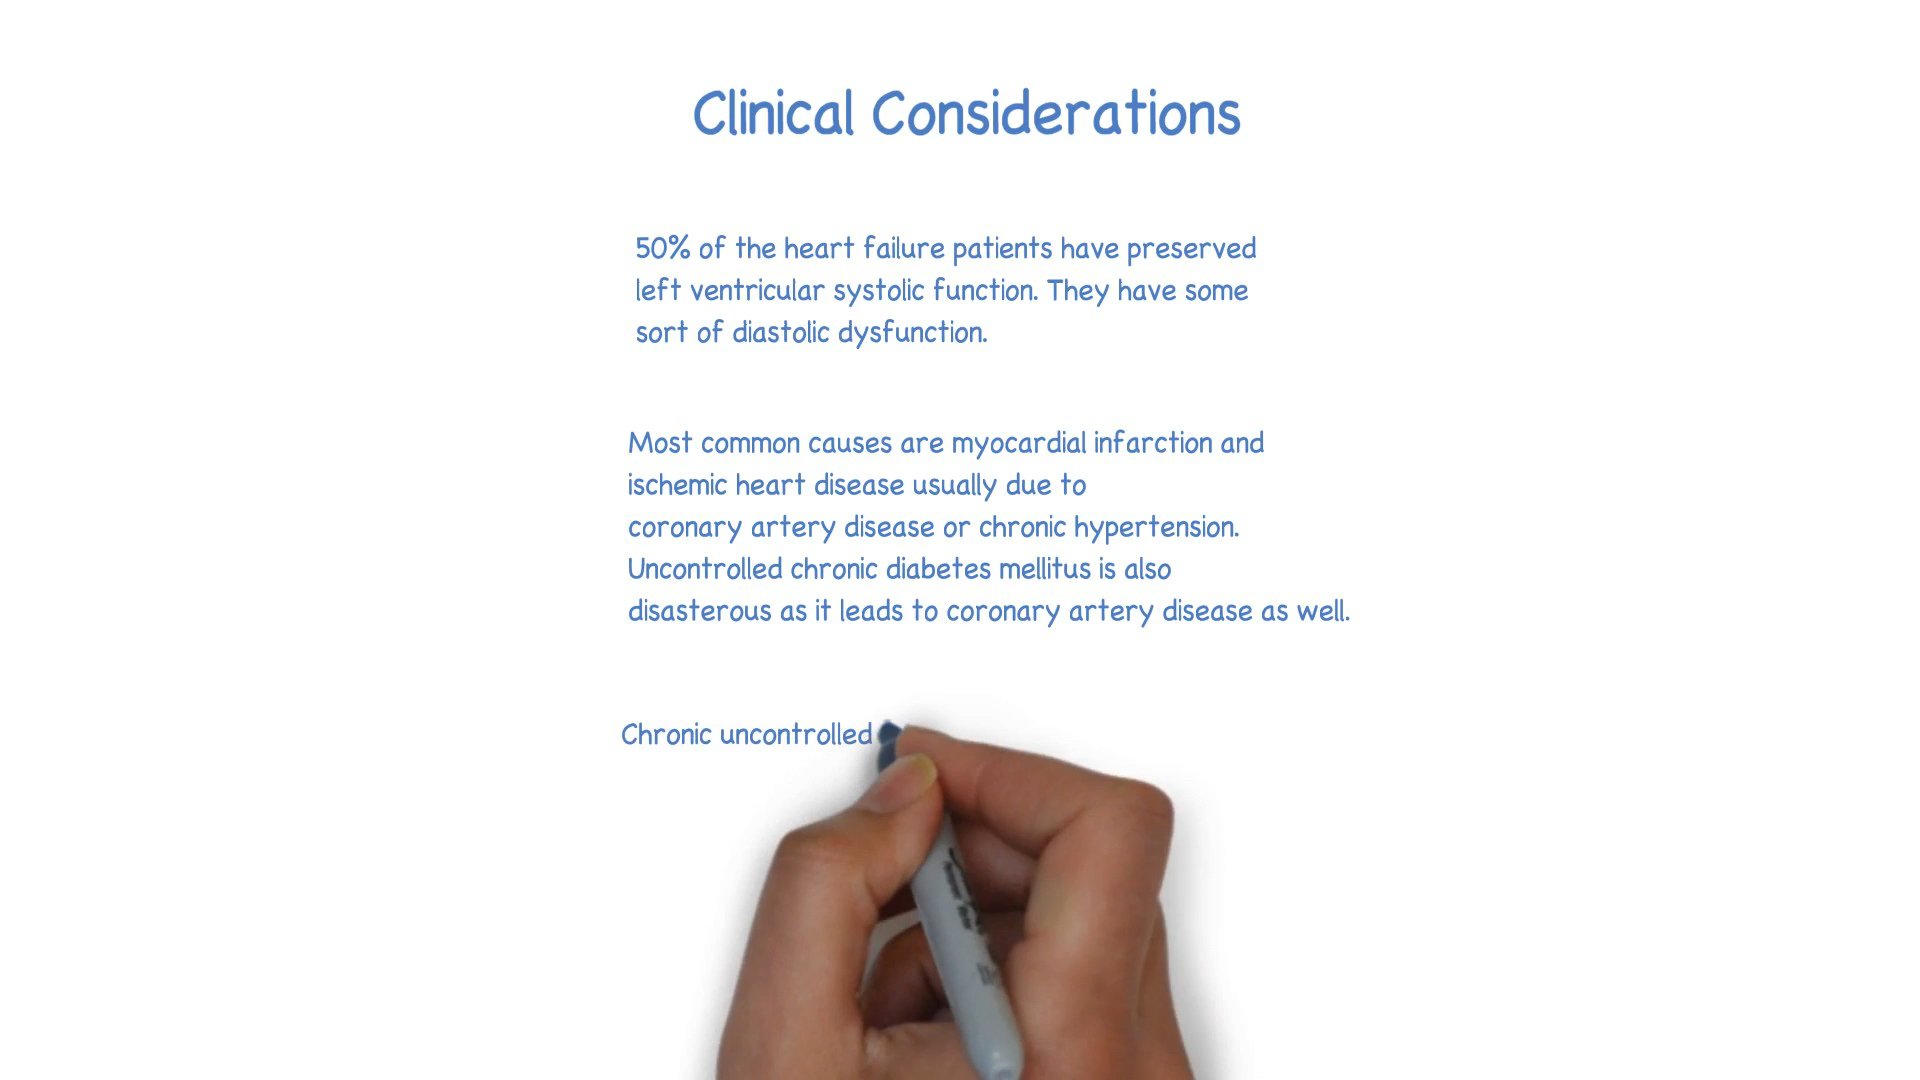 Clinical Considerations
50% of the heart failure patients have preserved
left ventricular systolic function. They have some
sort of diastolic dysfunction.
Most common causes are myocardial infarction and
ischemic heart disease usually due to
coronary artery disease or chronic hypertension.
Uncontrolled chronic diabetes mellitus is also
disasterous as it leads to coronary artery disease as well.
Chronic uncontrolled